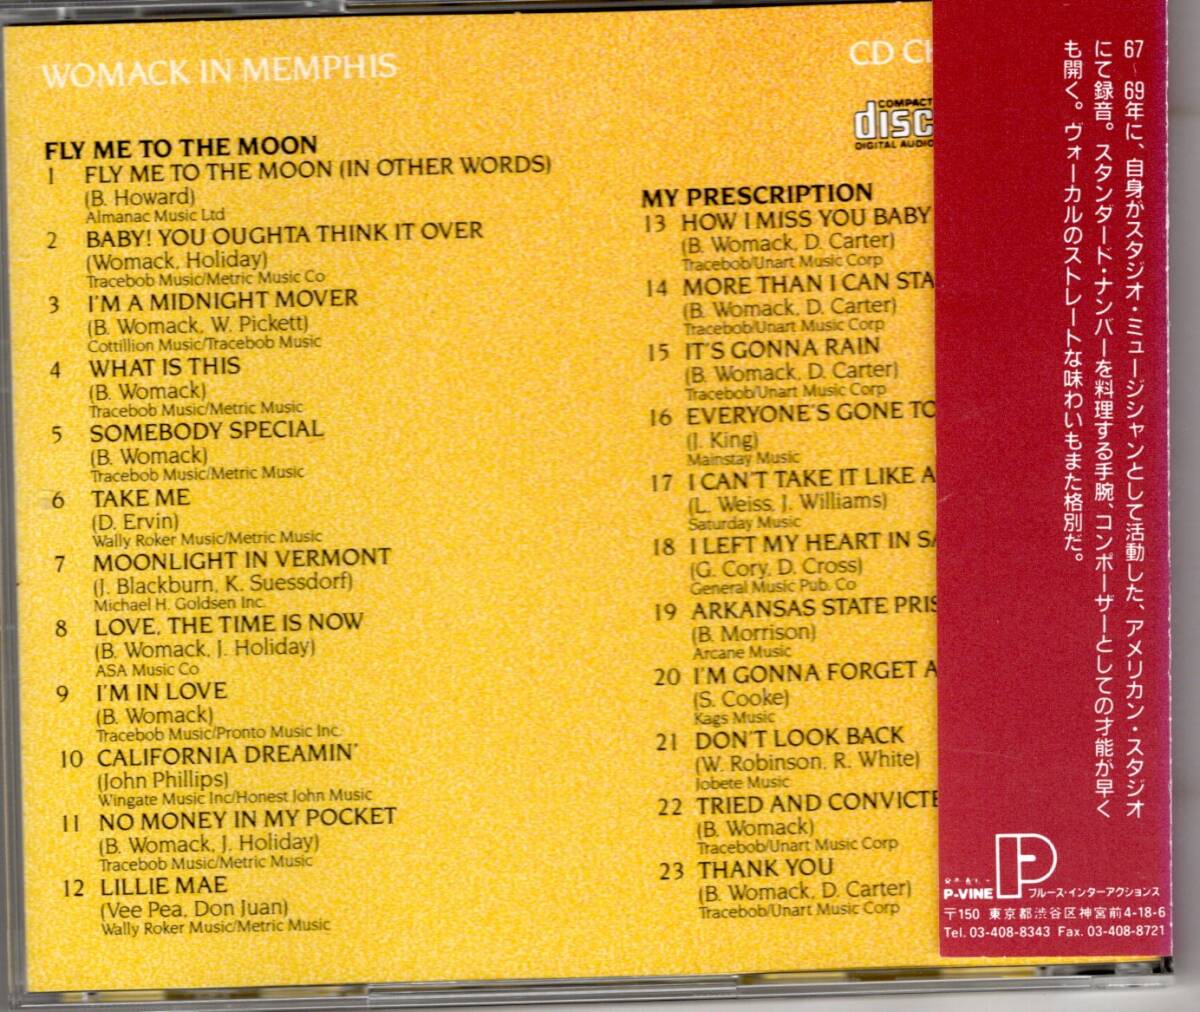 WOMACK IN MEMPHIS
CD CH
COMPACT
disc
DIGITAL AUDIO
FLY ME TO THE MOON
1 FLY ME TO THE MOON (IN OTHER WORDS)
(B. Howard)
Almanac Music Ltd
2 BABY! YOU OUGHTA THINK IT OVER
(Womack, Holiday)
Tracebob Music/Metric Music Co
3 I'M A MIDNIGHT MOVER
(B. Womack, W. Pickett)
Cottillion Music/Tracebob Music
4 WHAT IS THIS
(B. Womack)
Tracebob Music/Metric Music
5 SOMEBODY SPECIAL
(B. Womack)
Tracebob Music/Metric Music
6 TAKE ME
(D. Ervin)
Wally Roker Music/Metric Music
7 MOONLIGHT IN VERMONT
(J. Blackburn, K. Suessdorf)
Michael H. Goldsen Inc.
8 LOVE, THE TIME IS NOW
(B. Womack, J. Holiday)
ASA Music Co
9 I'M IN LOVE
(B. Womack)
Tracebob Music/Pronto Music Inc.
10 CALIFORNIA DREAMIN'
(John Phillips)
Wingate Music Inc/Honest John Music
11 NO MONEY IN MY POCKET
(B. Womack, J. Holiday)
Tracebob Music/Metric Music
12 LILLIE MAE
(Vee Pea, Don Juan)
Wally Roker Music/Metric Music
MY PRESCRIPTION
13 HOW I MISS YOU BABY
(B. Womack, D. Carter)
Tracebob/Unart Music Corp
14 MORE THAN I CAN STA
(B. Womack, D. Carter)
Tracebob/Unart Music Corp
15 IT'S GONNA RAIN
(B. Womack, D. Carter)
Tracebob/Unart Music Corp
16 EVERYONE'S GONE TO
(J. King)
Mainstay Music
17 I CAN'T TAKE IT LIKE A
(L. Weiss, J. Williams)
Saturday Music
18 I LEFT MY HEART IN SA
(G. Cory, D. Cross)
General Music Pub. Co
19 ARKANSAS STATE PRIS
(B. Morrison)
Arcane Music
20 I'M GONNA FORGET A
(S. Cooke)
Kags Music
21 DON'T LOOK BACK
(W. Robinson, R. White)
Jobete Music
22 TRIED AND CONVICTE
(B. Womack)
Tracebob/Unart Music Corp
23 THANK YOU
(B. Womack, D. Carter)
Tracebob/Unart Music Corp
67~69年に、自身がスタジオ・ミュージシャンとして活動した、アメリカン・スタジオ
にて録音。スタンダード・ナンバーを料理する手腕、コンポーザーとしての才能が早く
も開く。ヴォーカルのストレートな味わいもまた格別だ。
P-VINE ブルース・インターアクションス
〒150 東京都渋谷区神宮前4-18-6
Tel. 03-408-8343 Fax. 03-408-8721